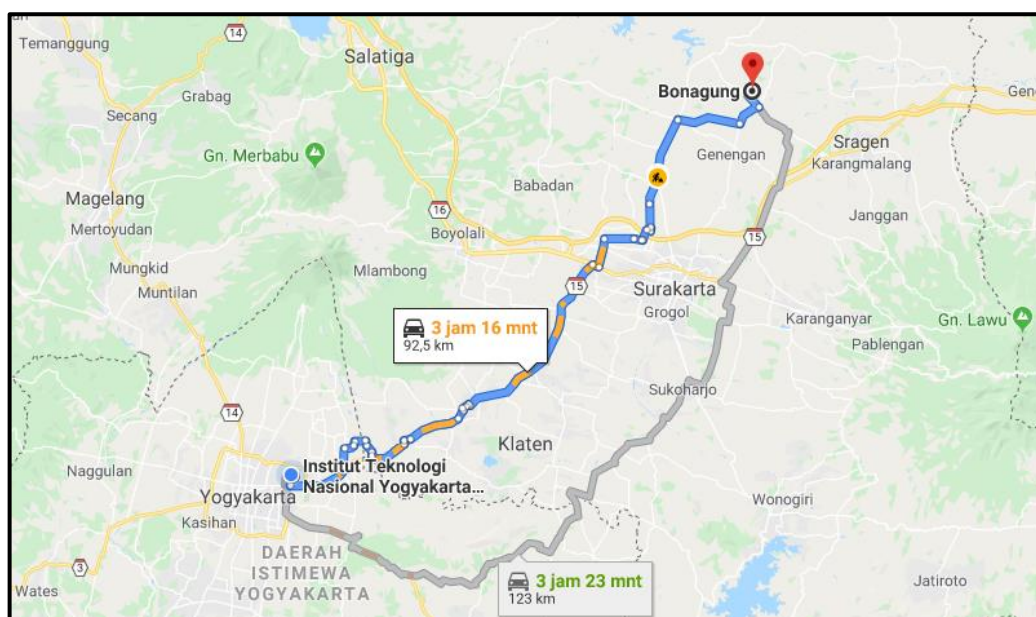 14
Temanggung
Salatiga
Bonagung
Grabag
Secang
Gn. Merbabu
Genengan
Sragen
Karangmalang
Babadan
Magelang
Mertoyudan
16
Boyolali
Janggan
15
Mungkid
Mlambong
Muntilan
15
Surakarta
Grogol
Karanganyar
Gn. Lawu
Pablengan
3 jam 16 mnt
92,5 km
Sukoharjo
14
Klaten
Naggulan
Institut Teknologi
Nasional Yogyakarta...
Yogyakarta
Kasihan
Wonogiri
DAERAH
ISTIMEWA
YOGYAKARTA
3
Wates
3 jam 23 mnt
123 km
Jatiroto